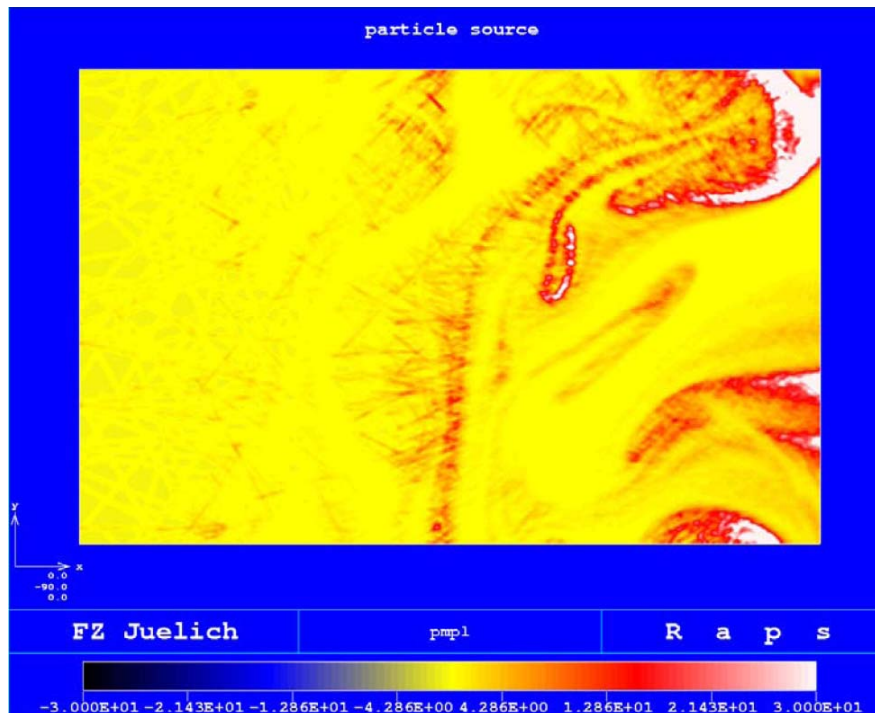 particle source
Y
x
0.0
-90.0
0.0
FZ Juelich
pmpl
R a p s
-3.000E+01 -2.143E+01 -1.286E+01 -4.286E+00 4.286E+00 1.286E+01 2.143E+01 3.000E+01